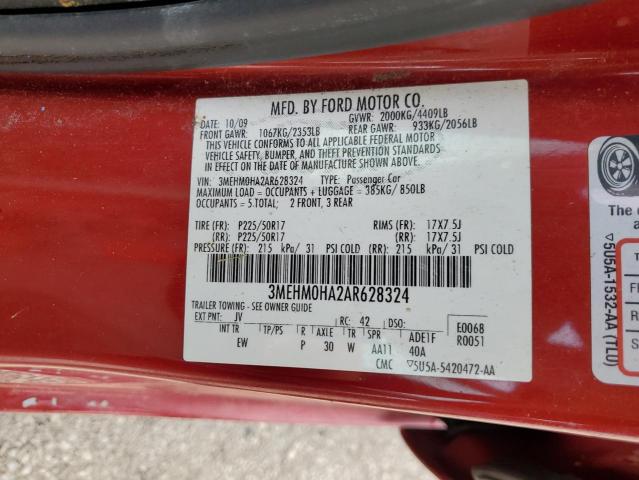 MFD. BY FORD MOTOR CO.
DATE: 10/09 GVWR: 2000KG/4409LB
FRONT GAWR: 1067KG/2353LB REAR GAWR: 933KG/2056LB
THIS VEHICLE CONFORMS TO ALL APPLICABLE FEDERAL MOTOR
VEHICLE SAFETY, BUMPER, AND THEFT PREVENTION STANDARDS
IN EFFECT ON THE DATE OF MANUFACTURE SHOWN ABOVE.
VIN: 3MEHM0HA2AR628324 TYPE: Passenger Car
MAXIMUM LOAD = OCCUPANTS + LUGGAGE = 385KG/ 850LB
OCCUPANTS = 5 TOTAL: 2 FRONT, 3 REAR
TIRE (FR): P225/50R17 RIMS (FR): 17X7.5J
(RR): P225/50R17 (RR): 17X7.5J
PRESSURE (FR): 215 kPa/ 31 PSI COLD (RR): 215 kPa/ 31 PSI COLD
3MEHM0HA2AR628324
TRAILER TOWING - SEE OWNER GUIDE
EXT PNT: JV RC: 42 DSO: E0068
INT TR TP/PS R AXLE TR SPR ADE1F R0051
EW P 30 W AA11 40A
CMC ▽5U5A-5420472-AA
The
▽5U5A-1532-AA (TLU)